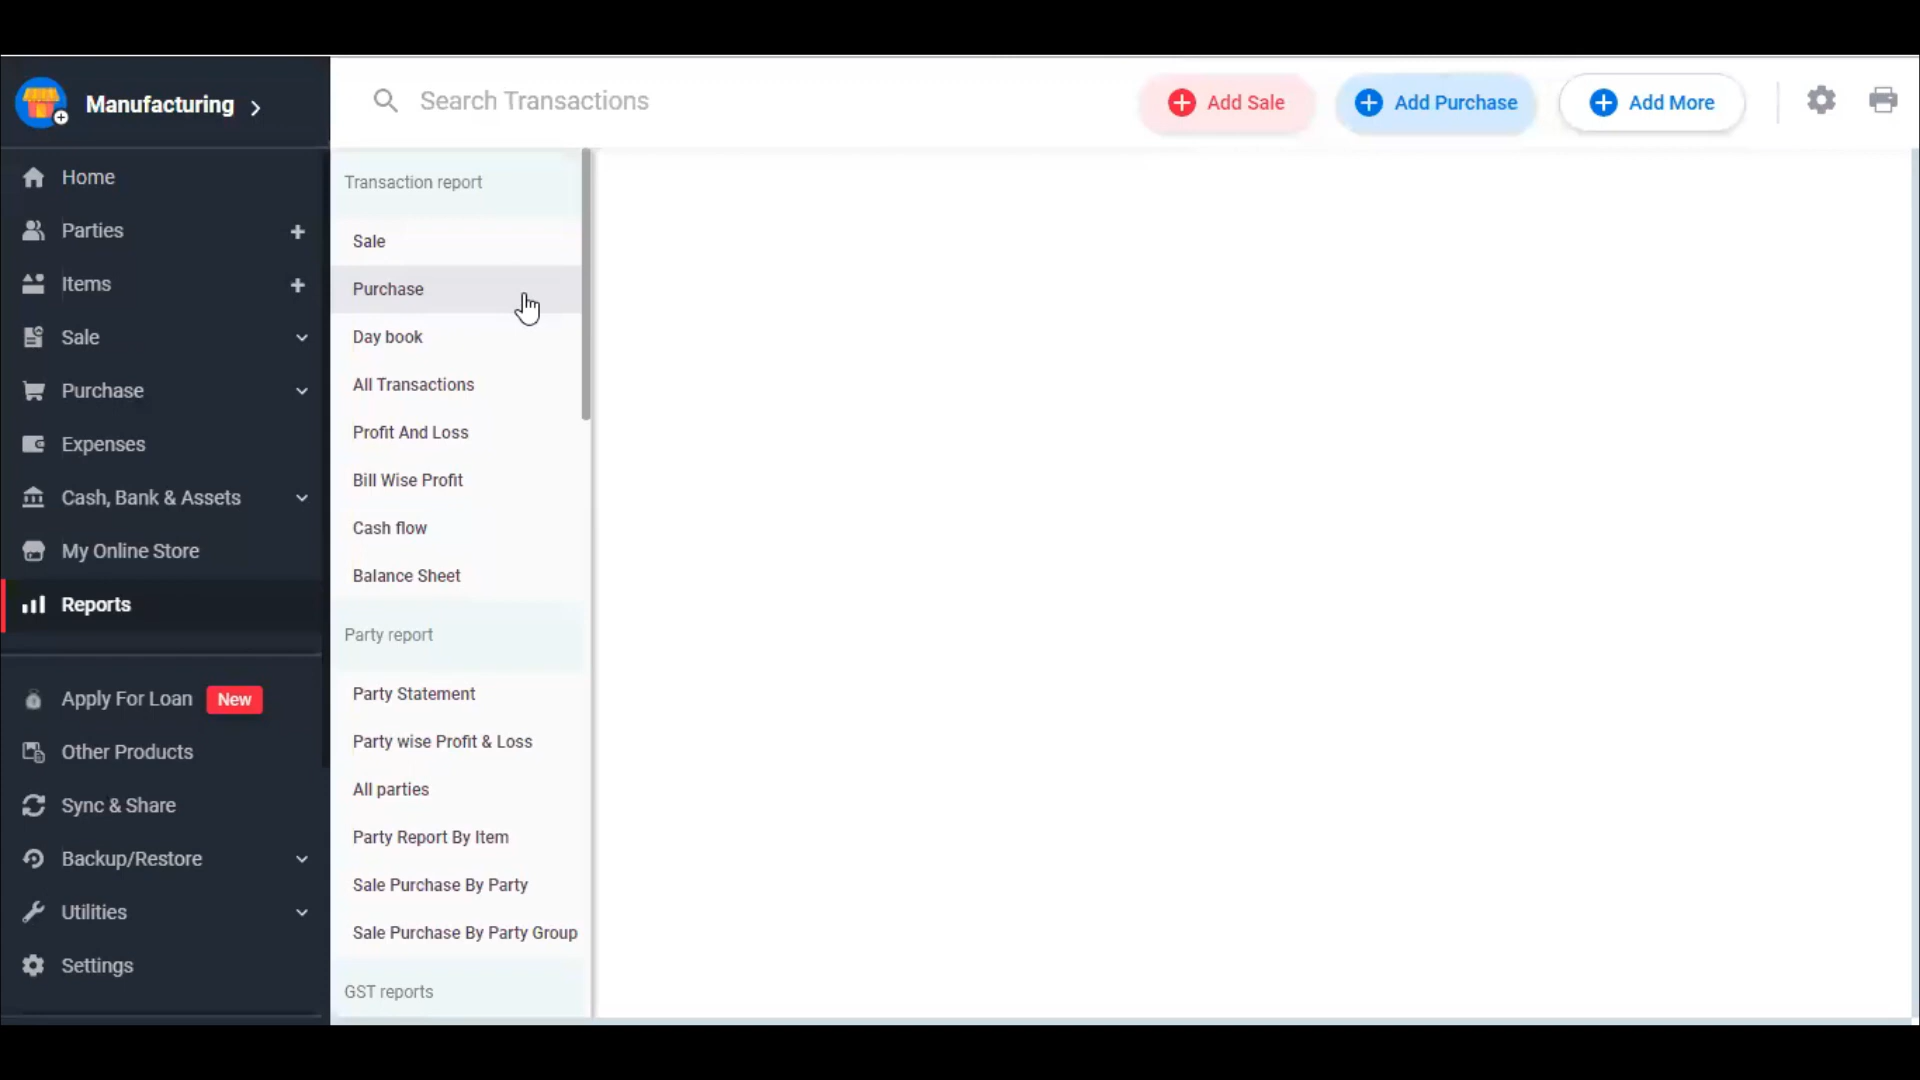 Manufacturing
Search Transactions
Add Sale
Add Purchase
Add More
Home
Parties
Items
Sale
Purchase
Expenses
Cash, Bank & Assets
My Online Store
Reports
Apply For Loan New
Other Products
Sync & Share
Backup/Restore
Utilities
Settings
Transaction report
Sale
Purchase
Day book
All Transactions
Profit And Loss
Bill Wise Profit
Cash flow
Balance Sheet
Party report
Party Statement
Party wise Profit & Loss
All parties
Party Report By Item
Sale Purchase By Party
Sale Purchase By Party Group
GST reports